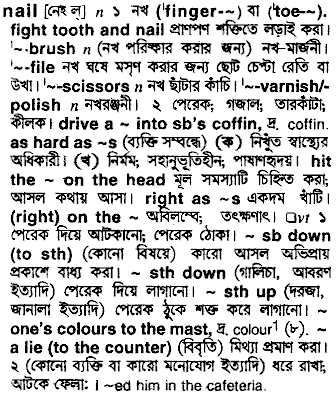 nail [নেই্ ল্] n ১ নখ ('finger-~) বা ('toe-~).
fight tooth and nail প্রাণপণ শক্তিতে লড়াই করা।
'~-brush n (নখ পরিষ্কার করার জন্য) নখ-মার্জনী।
'~-file নখ ঘষে মসৃণ করার জন্য ছোট চেপ্টা রেতি বা
উখা। '~-scissors n নখ ছাঁটার কাঁচি। '~-varnish/-
polish n নখরঞ্জনী। ২ পেরেক; গজাল; তারকাঁটা;
কীলক। drive a ~ into sb's coffin, দ্র. coffin.
as hard as ~s (ব্যক্তি সম্বন্ধে) (ক) নিখুঁত স্বাস্থ্যের
অধিকারী। (খ) নির্মম, সহানুভূতিহীন; পাষাণহৃদয়। hit
the ~ on the head মূল সমস্যাটি চিহ্নিত করা;
আসল কথায় আসা। right as ~s একদম খাঁটি।
(right) on the ~ অবিলম্বে, তৎক্ষণাৎ। □vt ১
পেরেক দিয়ে আটকানো; পেরেক ঠোকা। ~ sb down
(to sth) (কোনো বিষয়ে) কারো আসল অভিপ্রায়
প্রকাশে বাধ্য করা। ~ sth down (গালিচা, আবরণ
ইত্যাদি) পেরেক দিয়ে লাগানো। ~ sth up (দরজা,
জানালা ইত্যাদি) পেরেক ঠুকে শক্ত করে লাগানো। ~
one's colours to the mast, দ্র. colour¹ (৮). ~
a lie (to the counter) (বিবৃতি) মিথ্যা প্রমাণ করা।
২ (কোনো ব্যক্তি বা কারো মনোযোগ ইত্যাদি) ধরে রাখা;
আটকে ফেলা: I ~ed him in the cafeteria.